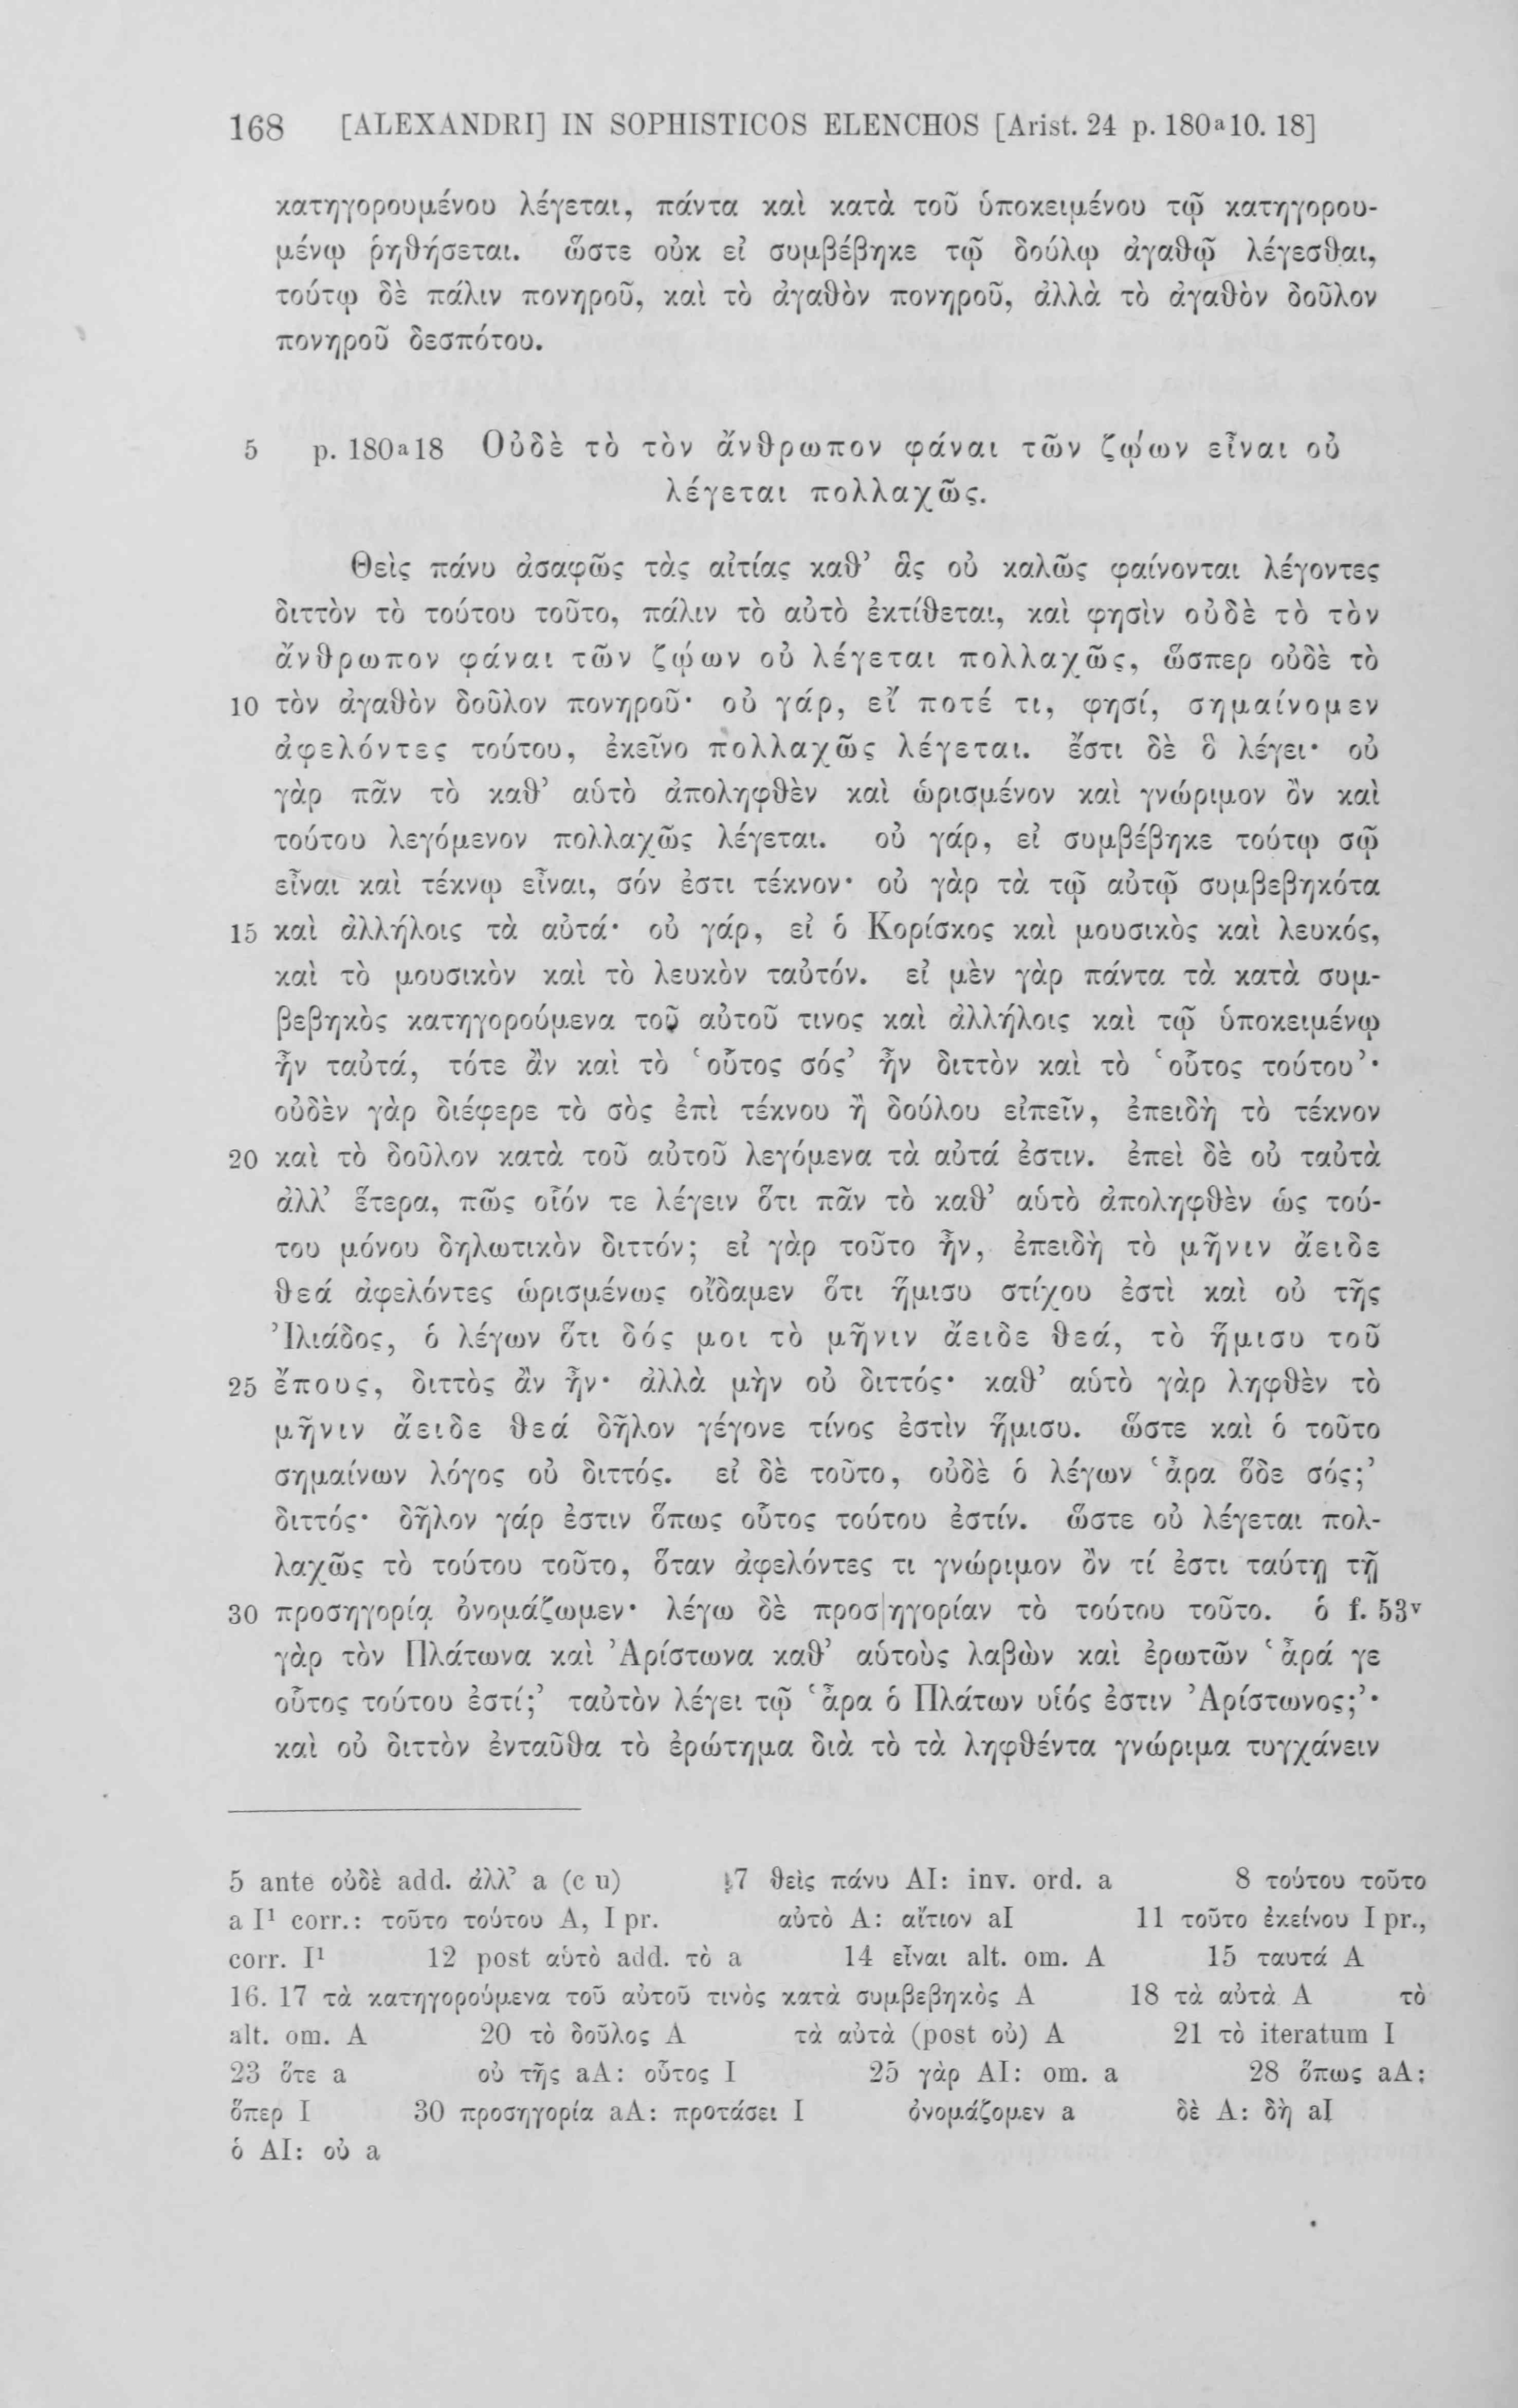 168 [ALEXANDRI] IN SOPHISTICOS ELENCHOS [Arist. 24 p. 180ᵃ10. 18]
κατηγορουμένου λέγεται, πάντα καὶ κατὰ τοῦ ὑποκειμένου τῷ κατηγορου-
μένῳ ῥηθήσεται. ὥστε οὐκ εἰ συμβέβηκε τῷ δούλῳ ἀγαθῷ λέγεσθαι,
τούτῳ δὲ πάλιν πονηροῦ, καὶ τὸ ἀγαθὸν πονηροῦ, ἀλλὰ τὸ ἀγαθὸν δοῦλον
πονηροῦ δεσπότου.
5 p. 180ᵃ18 Οὐδὲ τὸ τὸν ἄνθρωπον φάναι τῶν ζῴων εἶναι οὐ
λέγεται πολλαχῶς.
Θεὶς πάνυ ἀσαφῶς τὰς αἰτίας καθ’ ἃς οὐ καλῶς φαίνονται λέγοντες
διττὸν τὸ τούτου τοῦτο, πάλιν τὸ αὐτὸ ἐκτίθεται, καὶ φησὶν οὐδὲ τὸ τὸν
ἄνθρωπον φάναι τῶν ζῴων οὐ λέγεται πολλαχῶς, ὥσπερ οὐδὲ τὸ
10 τὸν ἀγαθὸν δοῦλον πονηροῦ· οὐ γάρ, εἴ ποτέ τι, φησί, σημαίνομεν
ἀφελόντες τούτου, ἐκεῖνο πολλαχῶς λέγεται. ἔστι δὲ ὃ λέγει· οὐ
γὰρ πᾶν τὸ καθ’ αὑτὸ ἀποληφθὲν καὶ ὡρισμένον καὶ γνώριμον ὂν καὶ
τούτου λεγόμενον πολλαχῶς λέγεται. οὐ γάρ, εἰ συμβέβηκε τούτῳ σῷ
εἶναι καὶ τέκνῳ εἶναι, σόν ἐστι τέκνον· οὐ γὰρ τὰ τῷ αὐτῷ συμβεβηκότα
15 καὶ ἀλλήλοις τὰ αὐτά· οὐ γάρ, εἰ ὁ Κορίσκος καὶ μουσικὸς καὶ λευκός,
καὶ τὸ μουσικὸν καὶ τὸ λευκὸν ταὐτόν. εἰ μὲν γὰρ πάντα τὰ κατὰ συμ-
βεβηκὸς κατηγορούμενα τοῦ αὐτοῦ τινος καὶ ἀλλήλοις καὶ τῷ ὑποκειμένῳ
ἦν ταὐτά, τότε ἂν καὶ τὸ ‘οὗτος σός’ ἦν διττὸν καὶ τὸ ‘οὗτος τούτου’·
οὐδὲν γὰρ διέφερε τὸ σὸς ἐπὶ τέκνου ἢ δούλου εἰπεῖν, ἐπειδὴ τὸ τέκνον
20 καὶ τὸ δοῦλον κατὰ τοῦ αὐτοῦ λεγόμενα τὰ αὐτά ἐστιν. ἐπεὶ δὲ οὐ ταὐτὰ
ἀλλ’ ἕτερα, πῶς οἷόν τε λέγειν ὅτι πᾶν τὸ καθ’ αὑτὸ ἀποληφθὲν ὡς τού-
του μόνου δηλωτικὸν διττόν; εἰ γὰρ τοῦτο ἦν, ἐπειδὴ τὸ μῆνιν ἄειδε
θεά ἀφελόντες ὡρισμένως οἴδαμεν ὅτι ἥμισυ στίχου ἐστὶ καὶ οὐ τῆς
Ἰλιάδος, ὁ λέγων ὅτι δός μοι τὸ μῆνιν ἄειδε θεά, τὸ ἥμισυ τοῦ
25 ἔπους, διττὸς ἂν ἦν· ἀλλὰ μὴν οὐ διττός· καθ’ αὑτὸ γὰρ ληφθὲν τὸ
μῆνιν ἄειδε θεά δῆλον γέγονε τίνος ἐστὶν ἥμισυ. ὥστε καὶ ὁ τοῦτο
σημαίνων λόγος οὐ διττός. εἰ δὲ τοῦτο, οὐδὲ ὁ λέγων ‘ἆρα ὅδε σός;’
διττός· δῆλον γάρ ἐστιν ὅπως οὗτος τούτου ἐστίν. ὥστε οὐ λέγεται πολ-
λαχῶς τὸ τούτου τοῦτο, ὅταν ἀφελόντες τι γνώριμον ὂν τί ἐστι ταύτῃ τῇ
30 προσηγορίᾳ ὀνομάζωμεν· λέγω δὲ προσ|ηγορίαν τὸ τούτου τοῦτο. ὁ f. 53ᵛ
γὰρ τὸν Πλάτωνα καὶ Ἀρίστωνα καθ’ αὑτοὺς λαβὼν καὶ ἐρωτῶν ‘ἆρά γε
οὗτος τούτου ἐστί;’ ταὐτὸν λέγει τῷ ‘ἆρα ὁ Πλάτων υἱός ἐστιν Ἀρίστωνος;’·
καὶ οὐ διττὸν ἐνταῦθα τὸ ἐρώτημα διὰ τὸ τὰ ληφθέντα γνώριμα τυγχάνειν
5 ante οὐδὲ add. ἀλλ’ a (c u) 7 θεὶς πάνυ AI: inv. ord. a 8 τούτου τοῦτο
a I¹ corr.: τοῦτο τούτου A, I pr. αὐτὸ A: αἴτιον aI 11 τοῦτο ἐκείνου I pr.,
corr. I¹ 12 post αὑτὸ add. τὸ a 14 εἶναι alt. om. A 15 ταυτά A
16. 17 τὰ κατηγορούμενα τοῦ αὐτοῦ τινὸς κατὰ συμβεβηκὸς A 18 τὰ αὐτὰ A τὸ
alt. om. A 20 τὸ δοῦλος A τὰ αὐτὰ (post οὐ) A 21 τὸ iteratum I
23 ὅτε a οὐ τῆς aA: οὗτος I 25 γὰρ AI: om. a 28 ὅπως aA:
ὅπερ I 30 προσηγορία aA: προτάσει I ὀνομάζομεν a δὲ A: δὴ aI
ὁ AI: οὐ a